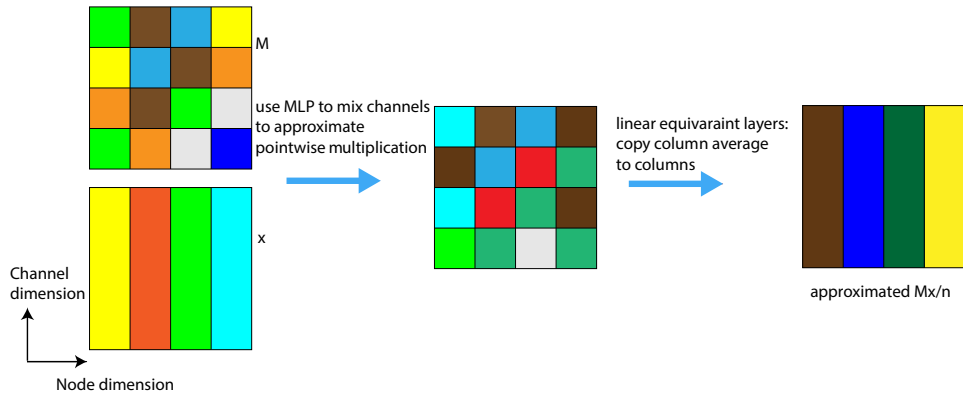 M
use MLP to mix channels
to approximate
pointwise multiplication
x
Channel
dimension
Node dimension
linear equivaraint layers:
copy column average
to columns
approximated Mx/n